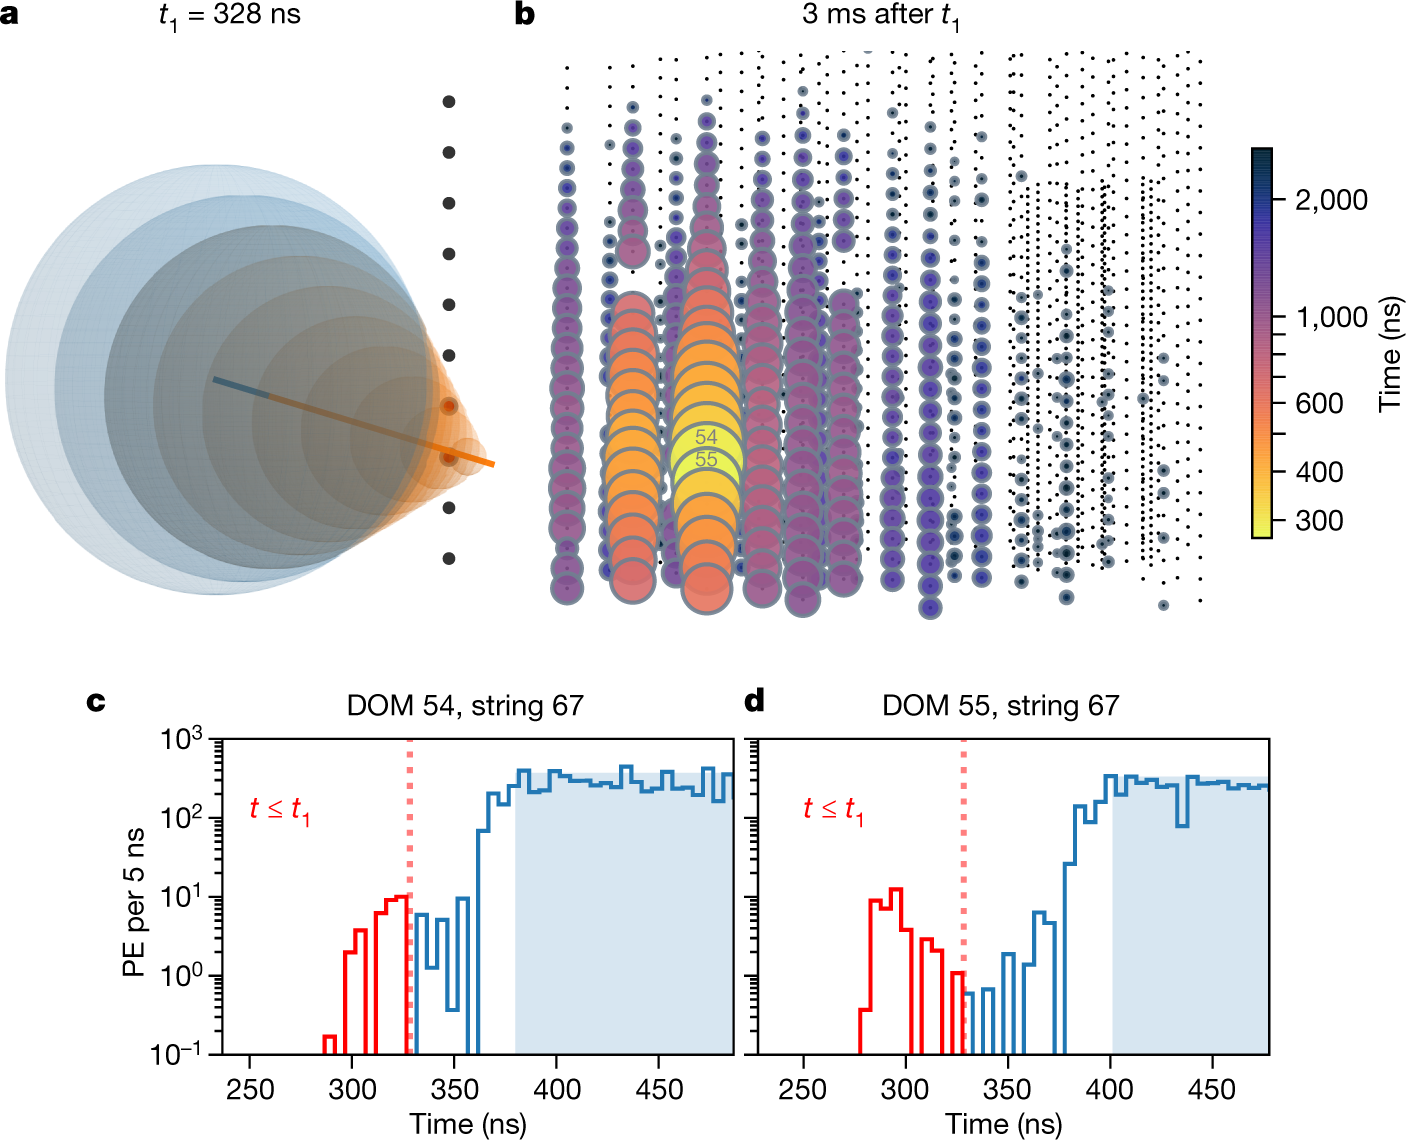 a
t1 = 328 ns
b
3 ms after t1
54
55
2,000
1,000
600
400
300
Time (ns)
c
DOM 54, string 67
d
DOM 55, string 67
10³
10²
10¹
10⁰
10⁻¹
PE per 5 ns
t ≤ t1
t ≤ t1
250 300 350 400 450
250 300 350 400 450
Time (ns)
Time (ns)